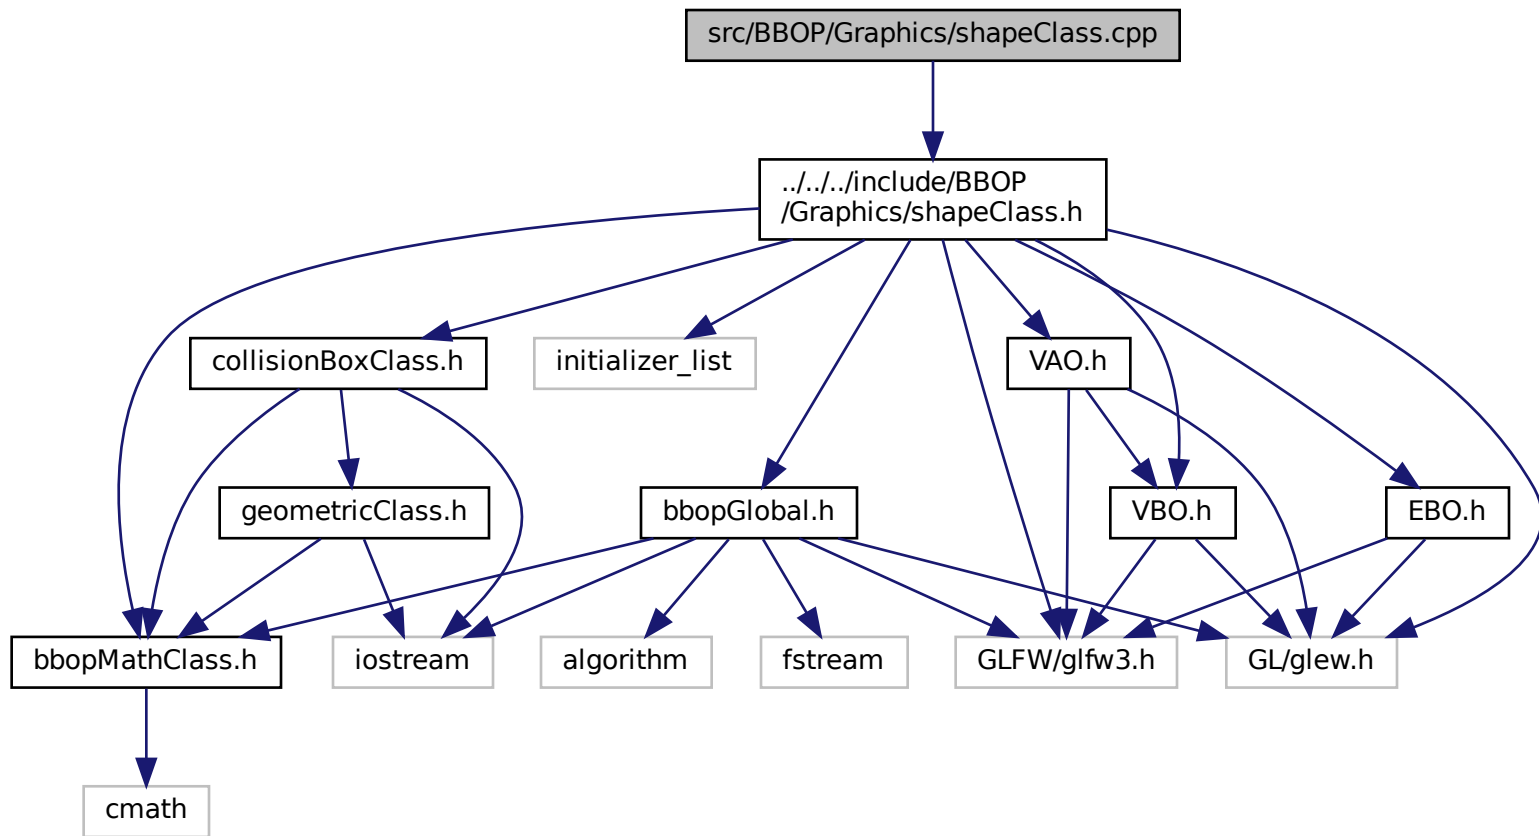 src/BBOP/Graphics/shapeClass.cpp
../../../include/BBOP
/Graphics/shapeClass.h
collisionBoxClass.h
initializer_list
VAO.h
geometricClass.h
bbopGlobal.h
VBO.h
EBO.h
bbopMathClass.h
iostream
algorithm
fstream
GLFW/glfw3.h
GL/glew.h
cmath